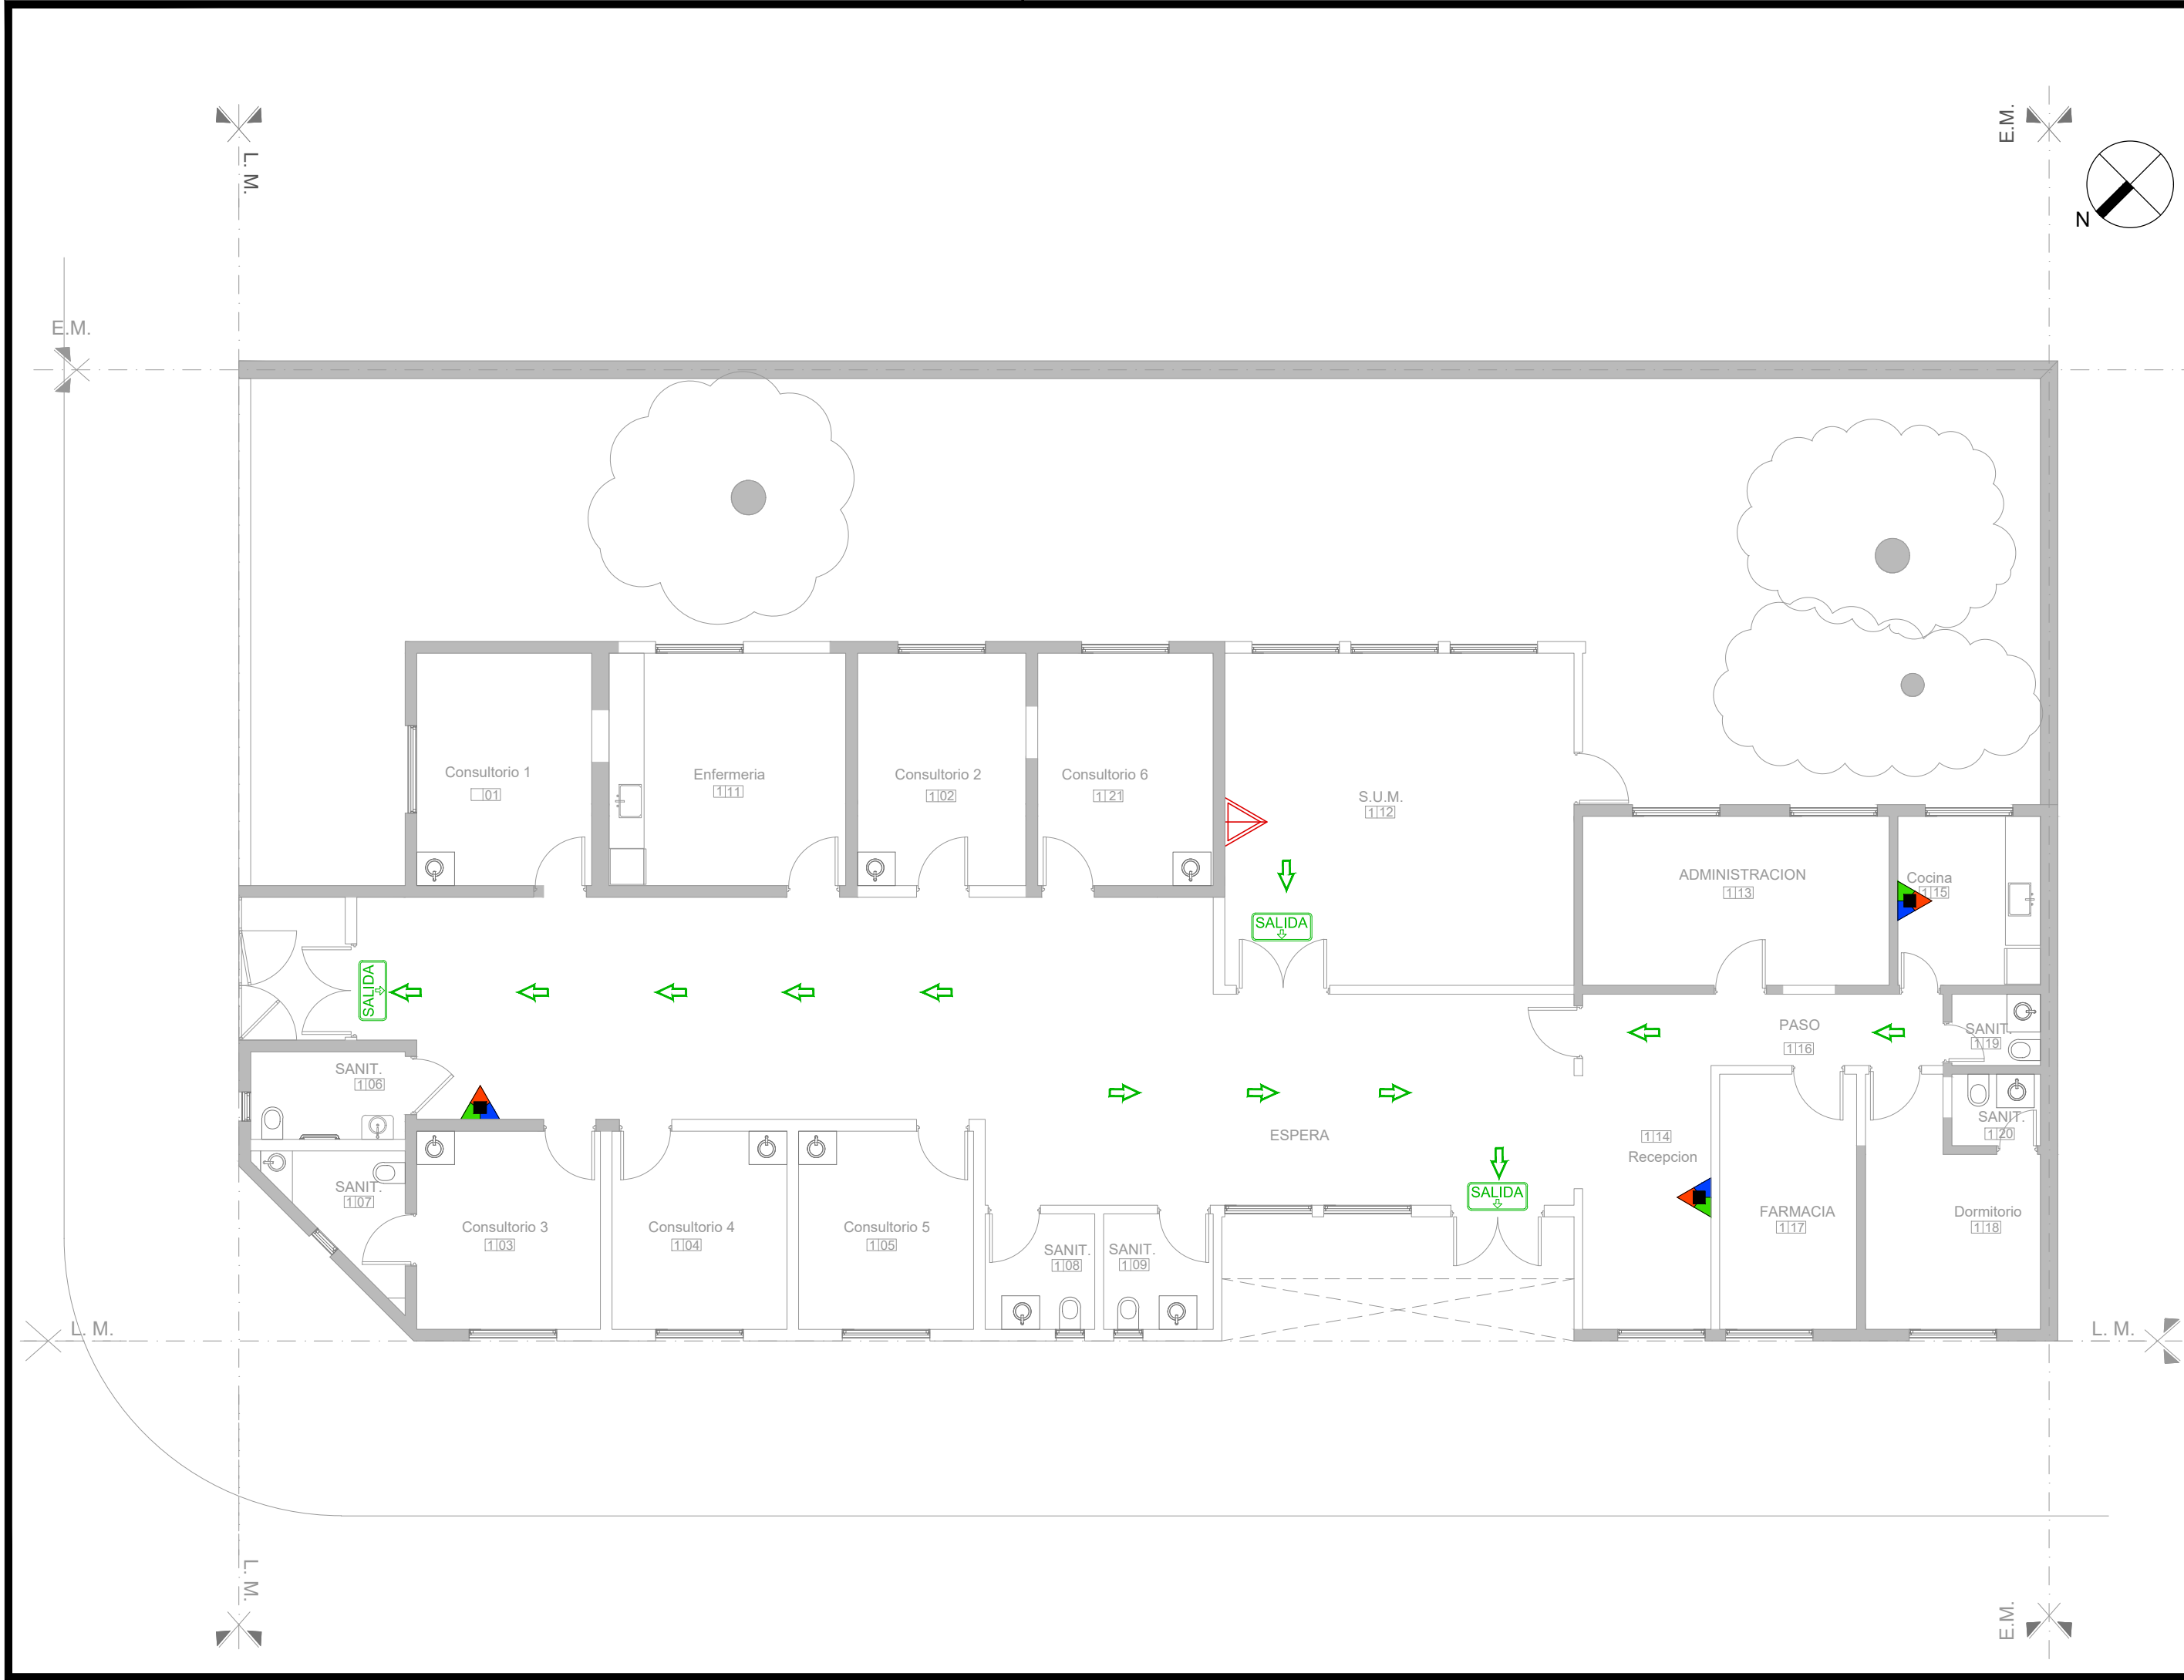 L. M.
E.M.
N
E.M.
Consultorio 1
01
Enfermeria
1 11
Consultorio 2
1 02
Consultorio 6
1 21
S.U.M.
1 12
ADMINISTRACION
1 13
Cocina
1 15
SALIDA
SALIDA
PASO
1 16
SANIT.
1 19
SANIT.
1 06
SANIT.
1 20
ESPERA
1 14
Recepcion
SANIT.
1 07
SALIDA
Consultorio 3
1 03
Consultorio 4
1 04
Consultorio 5
1 05
SANIT.
1 08
SANIT.
1 09
FARMACIA
1 17
Dormitorio
1 18
L. M.
L. M.
L. M.
E.M.